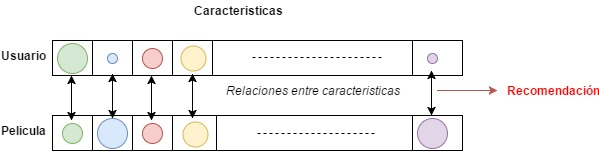 Caracteristicas
Usuario
Relaciones entre caracteristicas
Recomendación
Pelicula